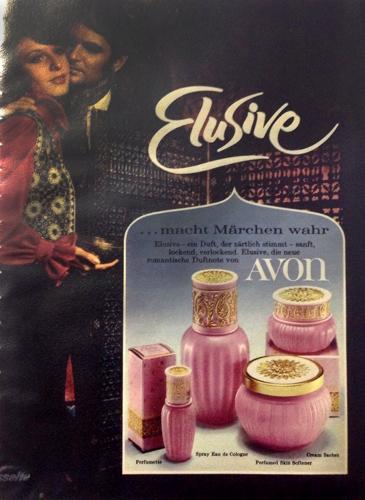 Elusive
...macht Märchen wahr
Elusive – ein Duft, der zärtlich stimmt – sanft,
lockend, verlockend. Elusive, die neue
romantische Duftnote von
AVON
Spray Eau de Cologne
Cream Sachet
Perfumette
Perfumed Skin Softener